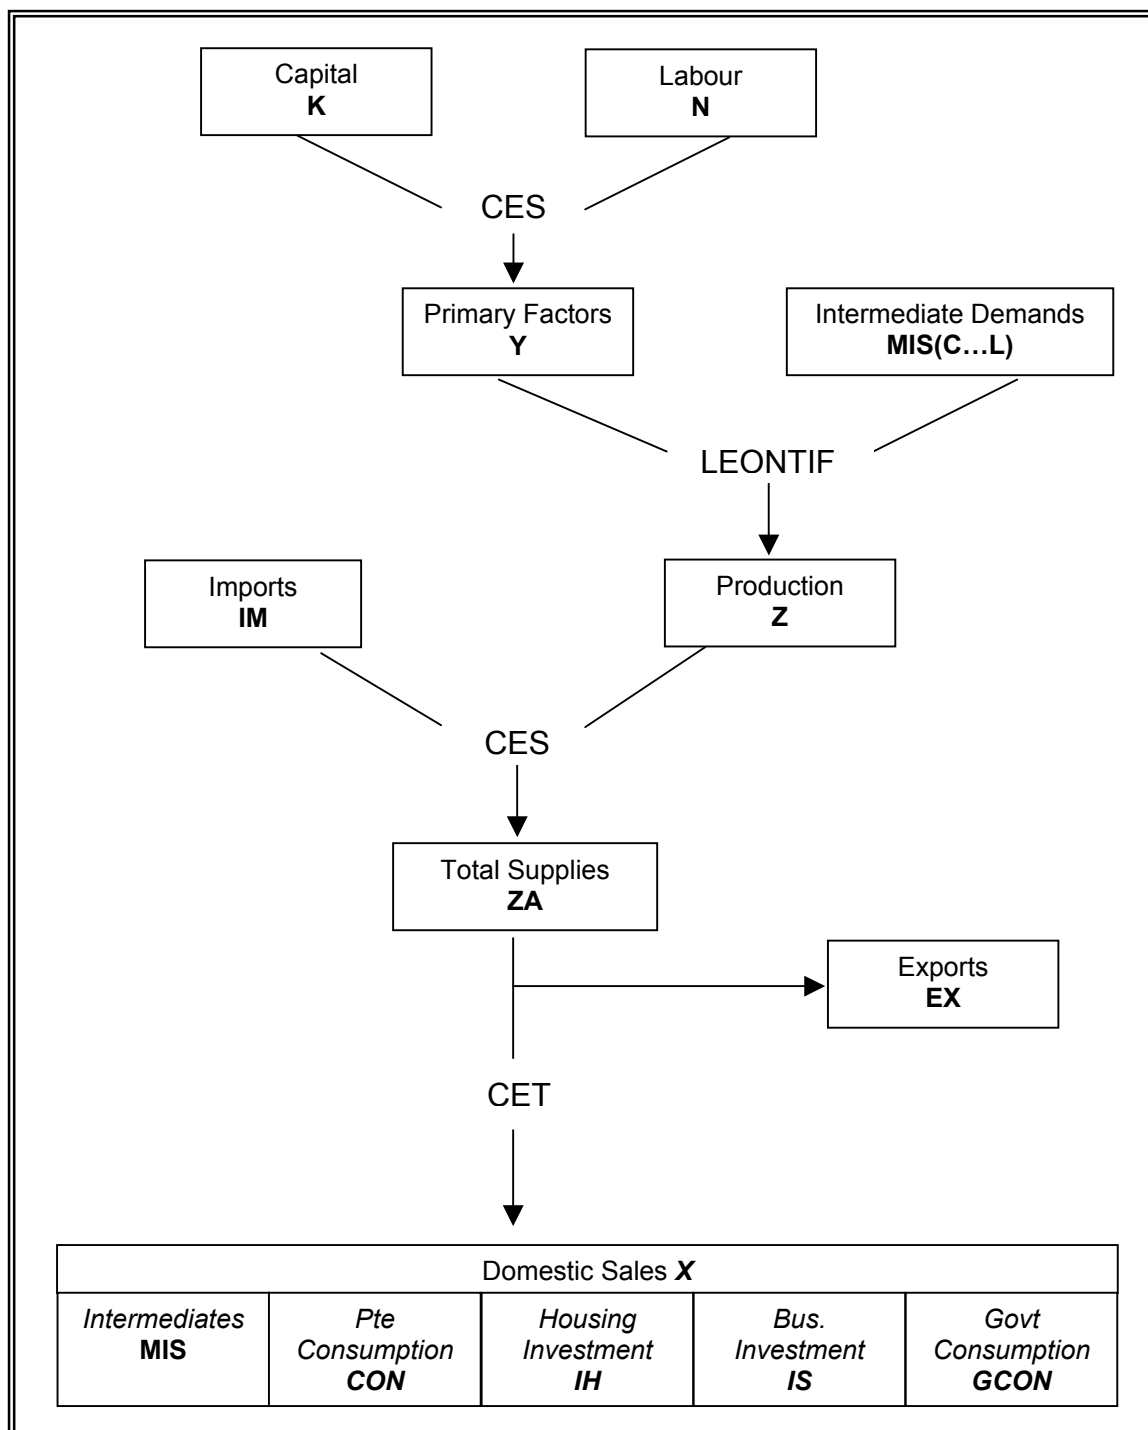 Capital
K
Labour
N
CES
Primary Factors
Y
Intermediate Demands
MIS(C…L)
LEONTIF
Imports
IM
Production
Z
CES
Total Supplies
ZA
Exports
EX
CET
Domestic Sales X
Intermediates
MIS
Pte
Consumption
CON
Housing
Investment
IH
Bus.
Investment
IS
Govt
Consumption
GCON